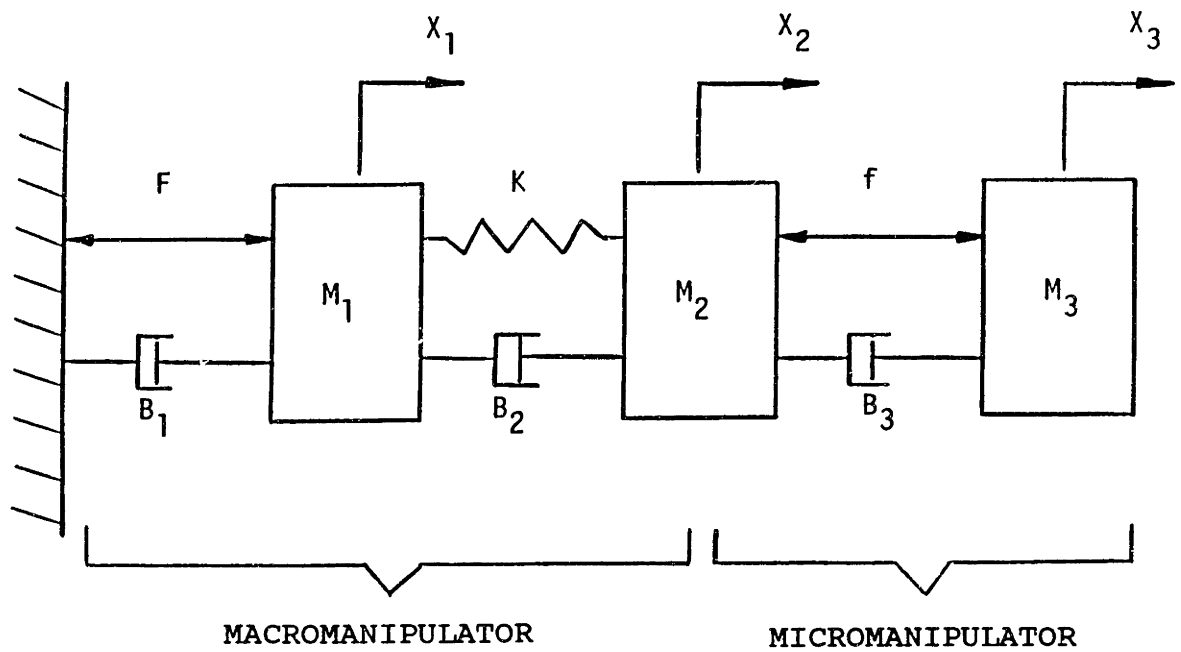 X1 X2 X3
F K f
M1 M2 M3
B1 B2 B3
MACROMANIPULATOR MICROMANIPULATOR